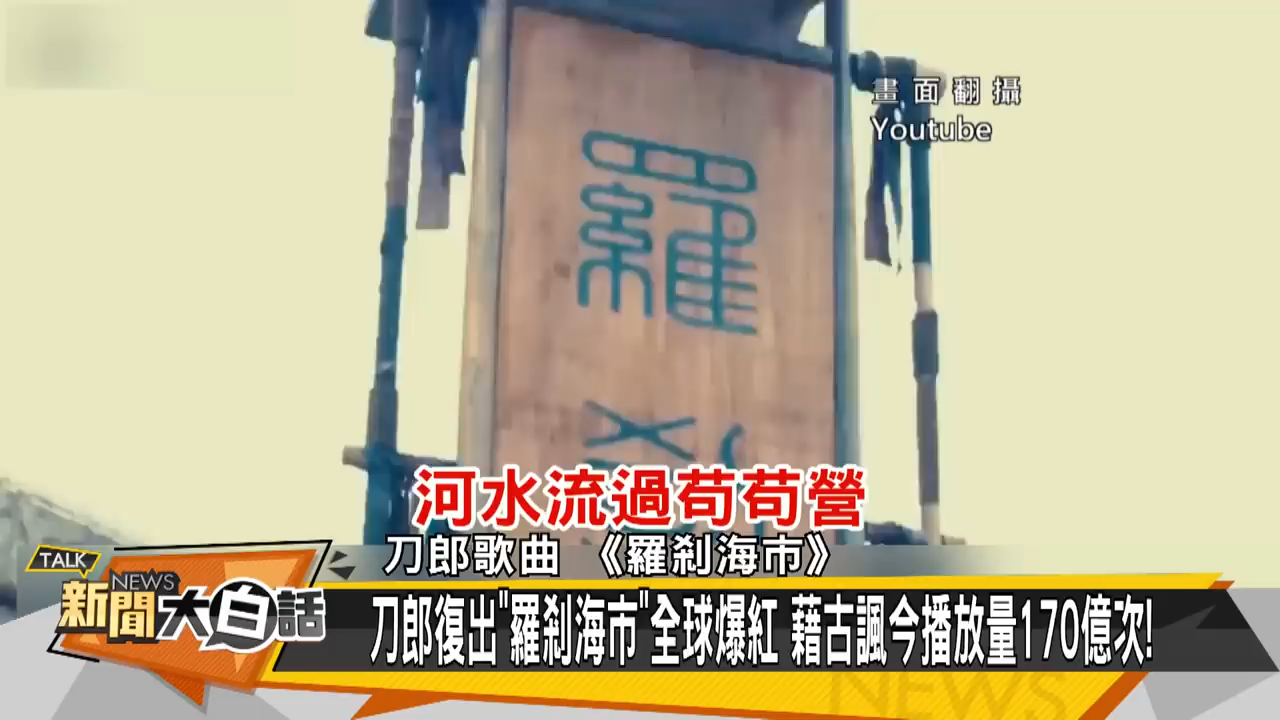 畫面翻攝
Youtube
羅
河水流過苟苟營
刀郎歌曲 《羅剎海市》
TALK
NEWS
新聞大白話
刀郎復出"羅剎海市"全球爆紅 藉古諷今播放量170億次!
NEWS